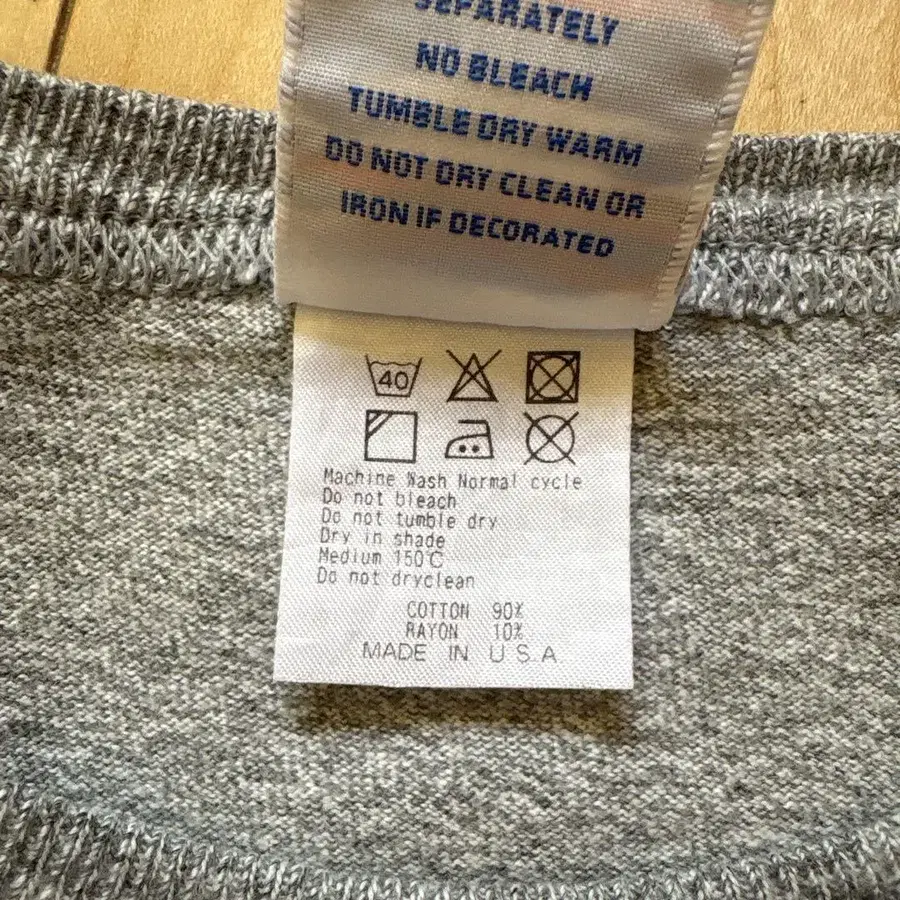 SEPARATELY
NO BLEACH
TUMBLE DRY WARM
DO NOT DRY CLEAN OR
IRON IF DECORATED
40
Machine Wash Normal cycle
Do not bleach
Do not tumble dry
Dry in shade
Medium 150℃
Do not dryclean
COTTON 90%
RAYON 10%
MADE IN U.S.A